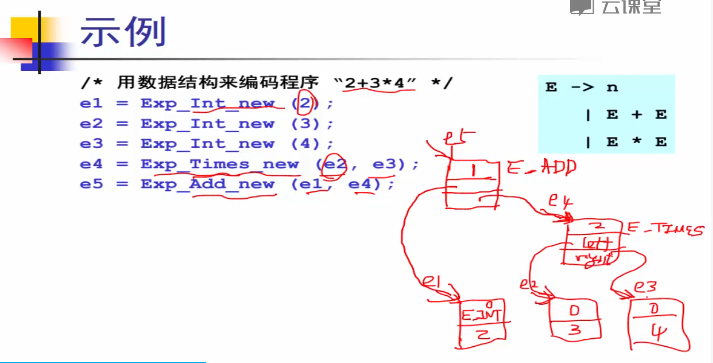 云课堂
示例
/* 用数据结构来编码程序 “2+3*4” */
e1 = Exp_Int_new (2);
e2 = Exp_Int_new (3);
e3 = Exp_Int_new (4);
e4 = Exp_Times_new (e2, e3);
e5 = Exp_Add_new (e1, e4);
E -> n
| E + E
| E * E
e5
1 E_ADD
e4
2 E_TIMES
left
right
e1 e2 e3
0 0 0
E_INT 3 4
2